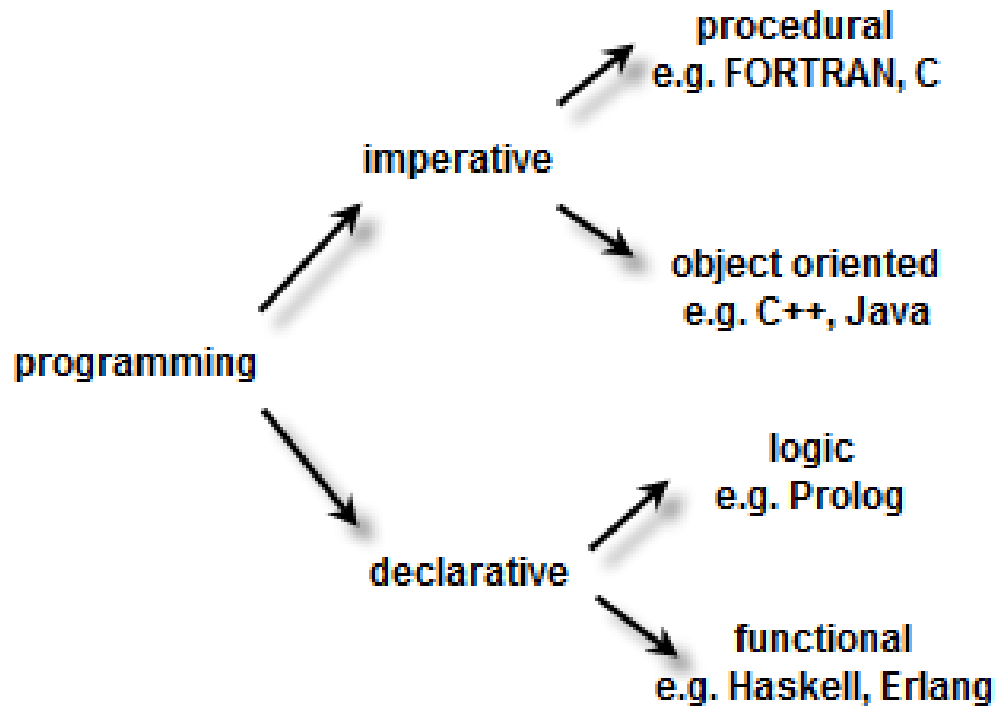 procedural
e.g. FORTRAN, C
imperative
object oriented
e.g. C++, Java
programming
logic
e.g. Prolog
declarative
functional
e.g. Haskell, Erlang